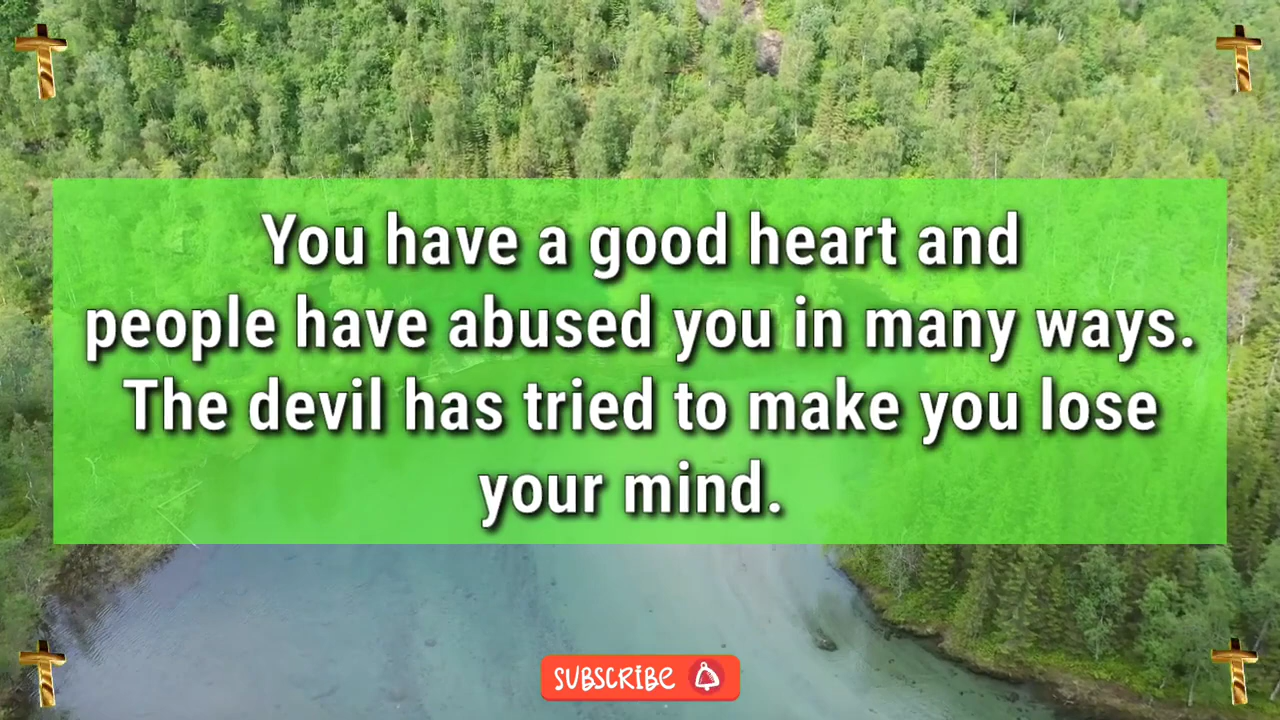 You have a good heart and
people have abused you in many ways.
The devil has tried to make you lose
your mind.
SUBSCRIBE